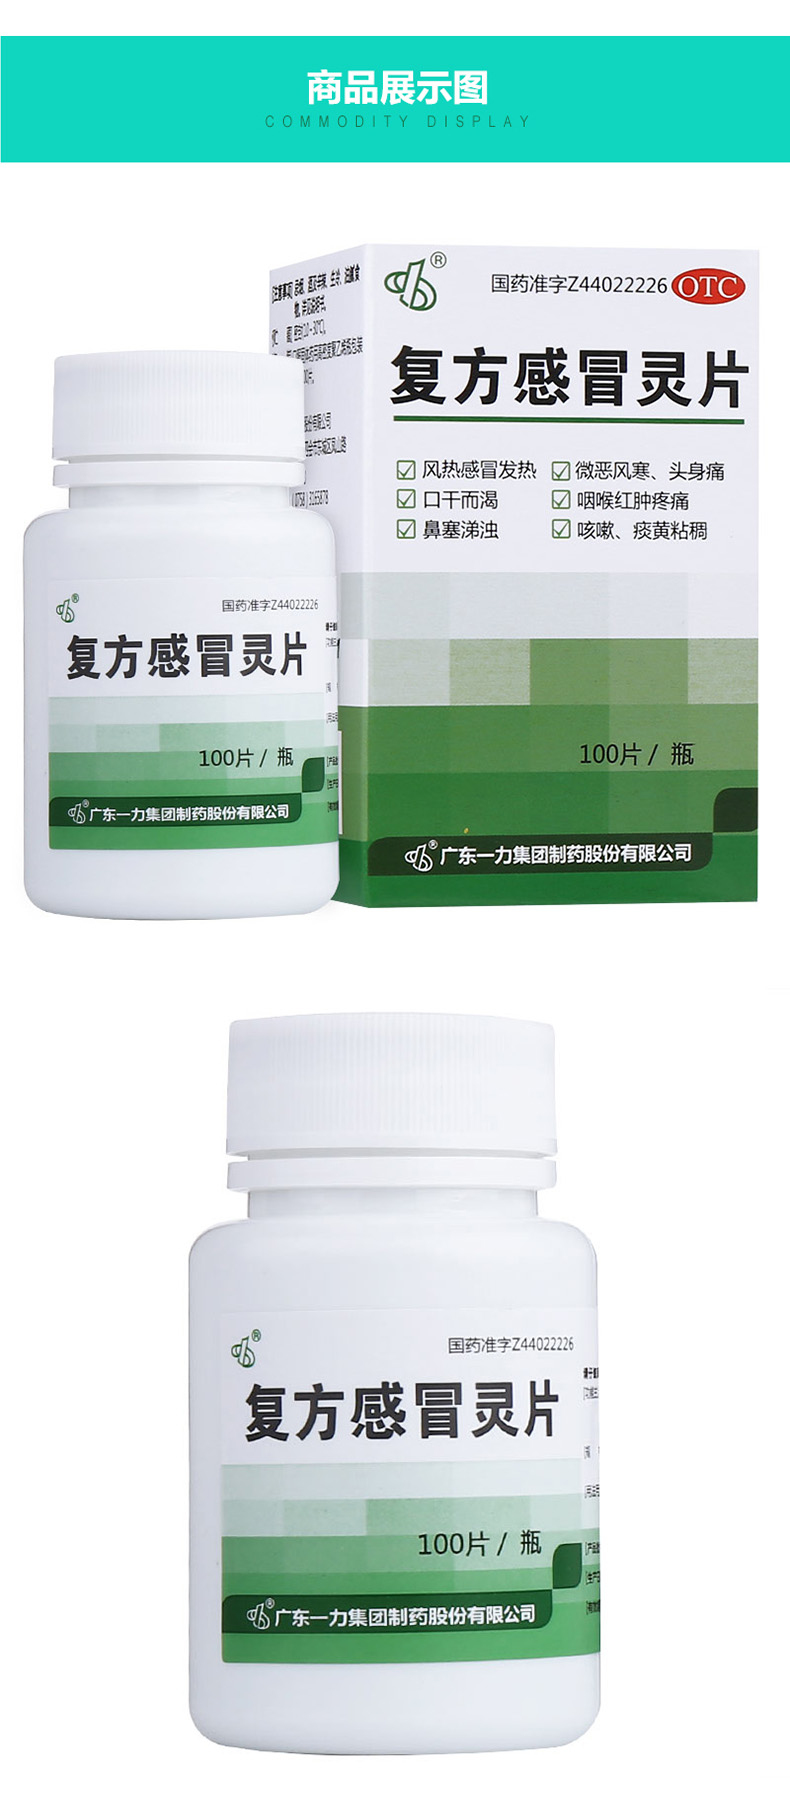 商品展示图
COMMODITY DISPLAY
国药准字Z44022226 OTC
复方感冒灵片
风热感冒发热 微恶风寒、头身痛
口干而渴 咽喉红肿疼痛
鼻塞涕浊 咳嗽、痰黄粘稠
100片 / 瓶
广东一力集团制药股份有限公司
国药准字Z44022226
复方感冒灵片
100片 / 瓶
广东一力集团制药股份有限公司
国药准字Z44022226
复方感冒灵片
100片 / 瓶
广东一力集团制药股份有限公司